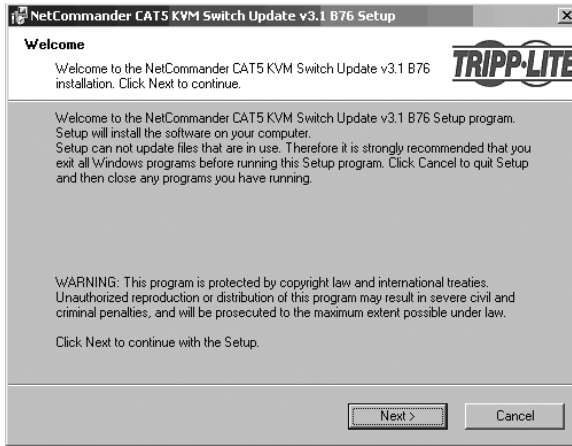 NetCommander CAT5 KVM Switch Update v3.1 B76 Setup
Welcome
Welcome to the NetCommander CAT5 KVM Switch Update v3.1 B76
installation. Click Next to continue.
TRIPP·LITE
Welcome to the NetCommander CAT5 KVM Switch Update v3.1 B76 Setup program.
Setup will install the software on your computer.
Setup can not update files that are in use. Therefore it is strongly recommended that you
exit all Windows programs before running this Setup program. Click Cancel to quit Setup
and then close any programs you have running.
WARNING: This program is protected by copyright law and international treaties.
Unauthorized reproduction or distribution of this program may result in severe civil and
criminal penalties, and will be prosecuted to the maximum extent possible under law.
Click Next to continue with the Setup.
Next >
Cancel